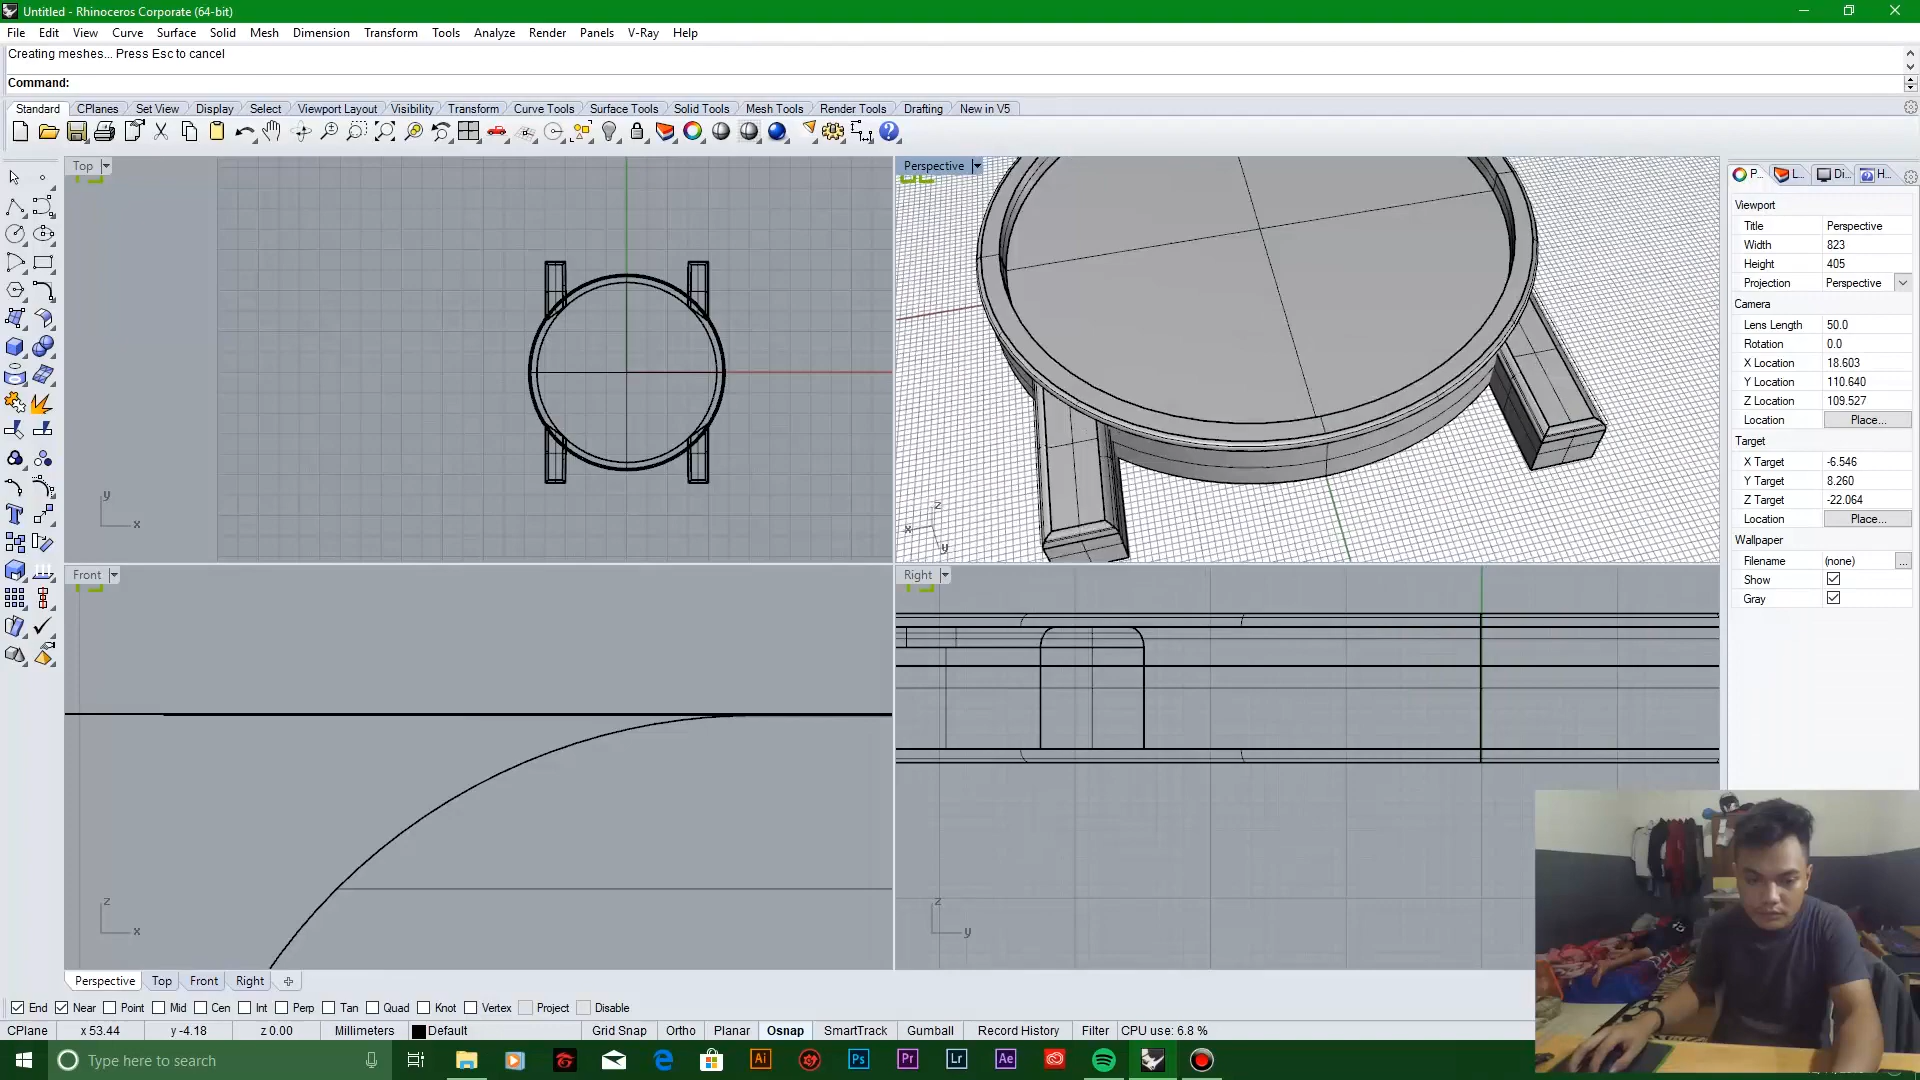 Untitled - Rhinoceros Corporate (64-bit)
File Edit View Curve Surface Solid Mesh Dimension Transform Tools Analyze Render Panels V-Ray Help
Creating meshes... Press Esc to cancel
Command:
Standard CPlanes Set View Display Select Viewport Layout Visibility Transform Curve Tools Surface Tools Solid Tools Mesh Tools Render Tools Drafting New in V5
Top
Perspective
P... L... Di... H...
Viewport
Title Perspective
Width 823
Height 405
Projection Perspective
Camera
Lens Length 50.0
Rotation 0.0
X Location 18.603
Y Location 110.640
Z Location 109.527
Location Place...
Target
X Target -6.546
Y Target 8.260
Z Target -22.064
Location Place...
Wallpaper
Filename (none) ...
Show
Gray
y
x
z
x
y
Front
Right
z
x
z
y
Perspective Top Front Right
End Near Point Mid Cen Int Perp Tan Quad Knot Vertex Project Disable
CPlane x 53.44 y -4.18 z 0.00 Millimeters Default Grid Snap Ortho Planar Osnap SmartTrack Gumball Record History Filter CPU use: 6.8 %
Type here to search
Ai Ps Pr Lr Ae